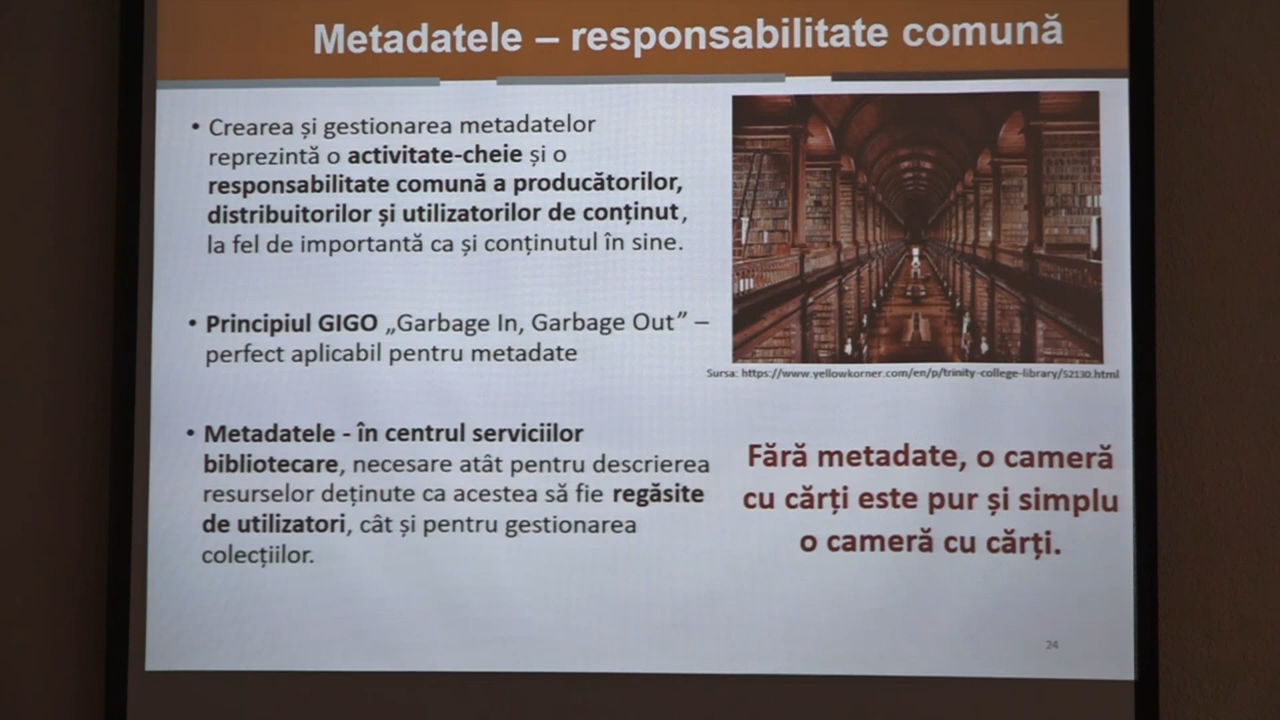 Metadatele – responsabilitate comună
• Crearea și gestionarea metadatelor
reprezintă o activitate-cheie și o
responsabilitate comună a producătorilor,
distribuitorilor și utilizatorilor de conținut,
la fel de importantă ca și conținutul în sine.
• Principiul GIGO „Garbage In, Garbage Out” –
perfect aplicabil pentru metadate
• Metadatele - în centrul serviciilor
bibliotecare, necesare atât pentru descrierea
resurselor deținute ca acestea să fie regăsite
de utilizatori, cât și pentru gestionarea
colecțiilor.
Sursa: https://www.yellowkorner.com/en/p/trinity-college-library/52130.html
Fără metadate, o cameră
cu cărți este pur și simplu
o cameră cu cărți.
24